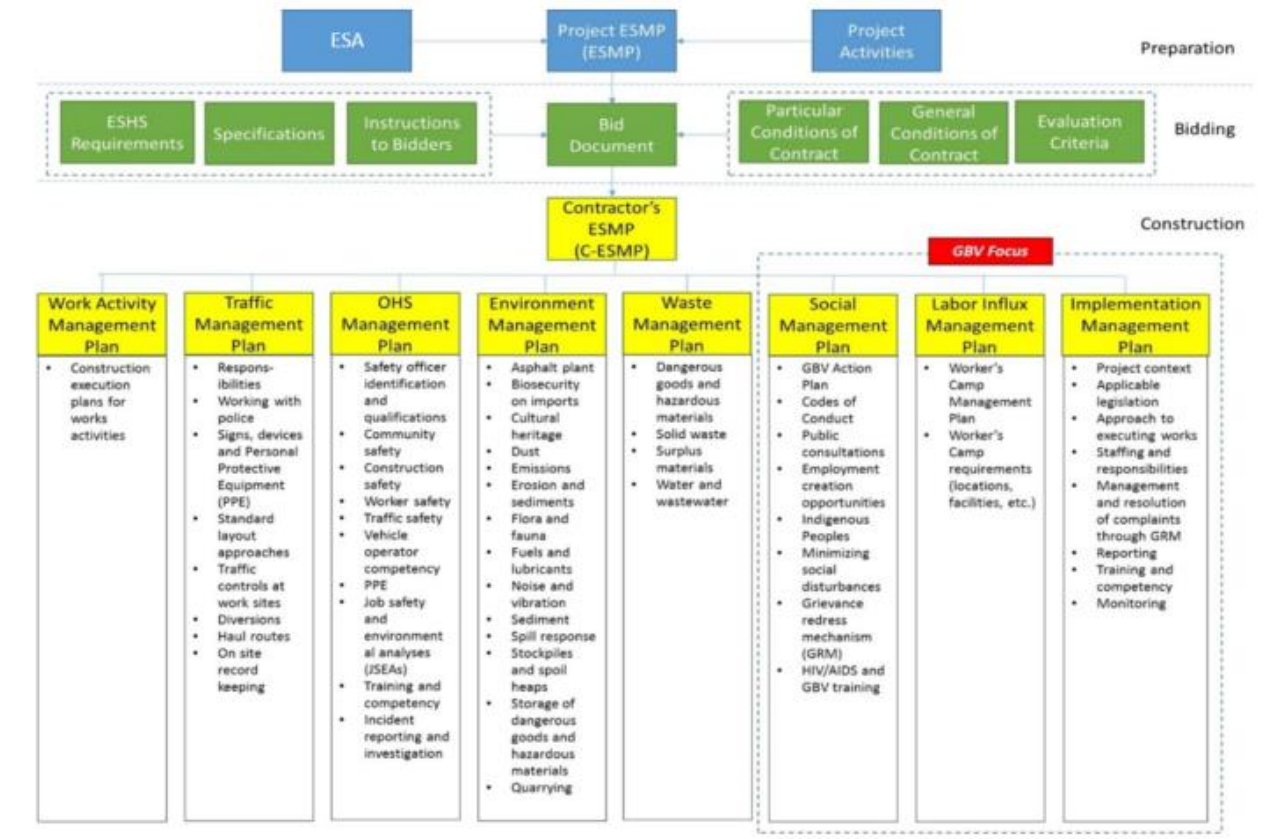 ESA
Project ESMP
(ESMP)
Project
Activities
Preparation
ESHS
Requirements
Specifications
Instructions
to Bidders
Bid
Document
Particular
Conditions of
Contract
General
Conditions of
Contract
Evaluation
Criteria
Bidding
Contractor's
ESMP
(C-ESMP)
Construction
GBV Focus
Work Activity
Management
Plan
• Construction
execution
plans for
works
activities
Traffic
Management
Plan
• Respons-
ibilities
• Working with
police
• Signs, devices
and Personal
Protective
Equipment
(PPE)
• Standard
layout
approaches
• Traffic
controls at
work sites
• Diversions
• Haul routes
• On site
record
keeping
OHS
Management
Plan
• Safety officer
identification
and
qualifications
• Community
safety
• Construction
safety
• Worker safety
• Traffic safety
• Vehicle
operator
competency
• PPE
• Job safety
and
environment
al analyses
(JSEAs)
• Training and
competency
• Incident
reporting and
investigation
Environment
Management
Plan
• Asphalt plant
• Biosecurity
on imports
• Cultural
heritage
• Dust
• Emissions
• Erosion and
sediments
• Flora and
fauna
• Fuels and
lubricants
• Noise and
vibration
• Sediment
• Spill response
• Stockpiles
and spoil
heaps
• Storage of
dangerous
goods and
hazardous
materials
• Quarrying
Waste
Management
Plan
• Dangerous
goods and
hazardous
materials
• Solid waste
• Surplus
materials
• Water and
wastewater
Social
Management
Plan
• GBV Action
Plan
• Codes of
Conduct
• Public
consultations
• Employment
creation
opportunities
• Indigenous
Peoples
• Minimizing
social
disturbances
• Grievance
redress
mechanism
(GRM)
• HIV/AIDS and
GBV training
Labor Influx
Management
Plan
• Worker's
Camp
Management
Plan
• Worker's
Camp
requirements
(locations,
facilities, etc.)
Implementation
Management
Plan
• Project context
• Applicable
legislation
• Approach to
executing works
• Staffing and
responsibilities
• Management
and resolution
of complaints
through GRM
• Reporting
• Training and
competency
• Monitoring